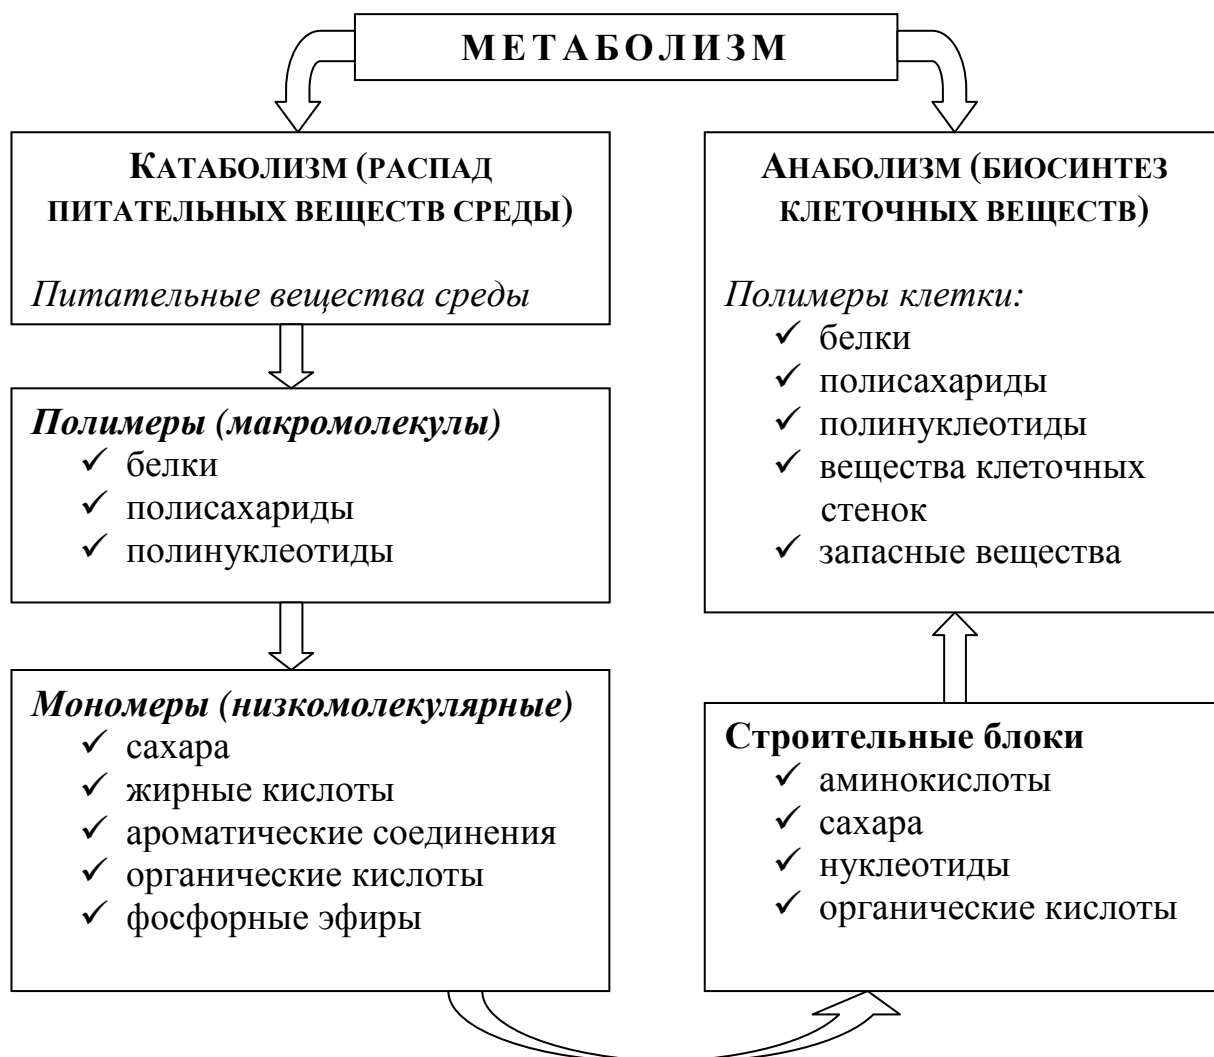 МЕТАБОЛИЗМ
КАТАБОЛИЗМ (РАСПАД
ПИТАТЕЛЬНЫХ ВЕЩЕСТВ СРЕДЫ)
Питательные вещества среды
Полимеры (макромолекулы)
✓ белки
✓ полисахариды
✓ полинуклеотиды
Мономеры (низкомолекулярные)
✓ сахара
✓ жирные кислоты
✓ ароматические соединения
✓ органические кислоты
✓ фосфорные эфиры
АНАБОЛИЗМ (БИОСИНТЕЗ
КЛЕТОЧНЫХ ВЕЩЕСТВ)
Полимеры клетки:
✓ белки
✓ полисахариды
✓ полинуклеотиды
✓ вещества клеточных
стенок
✓ запасные вещества
Строительные блоки
✓ аминокислоты
✓ сахара
✓ нуклеотиды
✓ органические кислоты